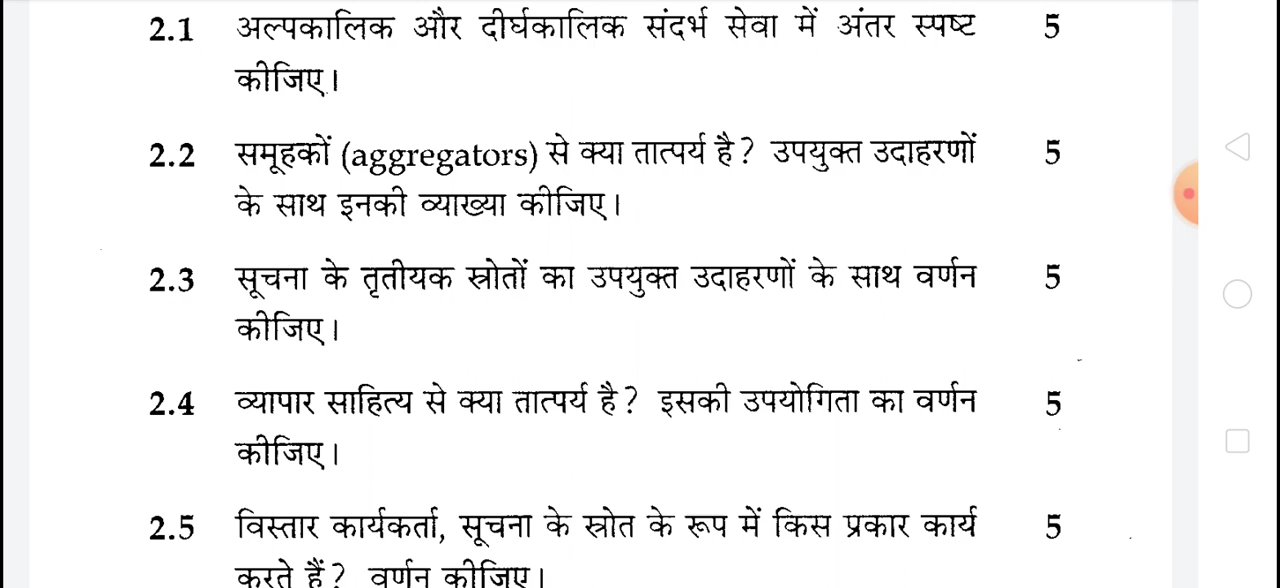 2.1 अल्पकालिक और दीर्घकालिक संदर्भ सेवा में अंतर स्पष्ट 5
कीजिए।
2.2 समूहकों (aggregators) से क्या तात्पर्य है? उपयुक्त उदाहरणों 5
के साथ इनकी व्याख्या कीजिए।
2.3 सूचना के तृतीयक स्रोतों का उपयुक्त उदाहरणों के साथ वर्णन 5
कीजिए।
2.4 व्यापार साहित्य से क्या तात्पर्य है? इसकी उपयोगिता का वर्णन 5
कीजिए।
2.5 विस्तार कार्यकर्ता, सूचना के स्रोत के रूप में किस प्रकार कार्य 5
करते हैं? वर्णन कीजिए।